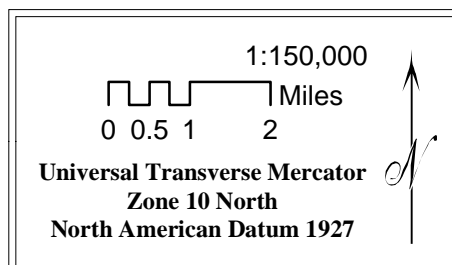 1:150,000
Miles
0 0.5 1 2
Universal Transverse Mercator
Zone 10 North
North American Datum 1927
N